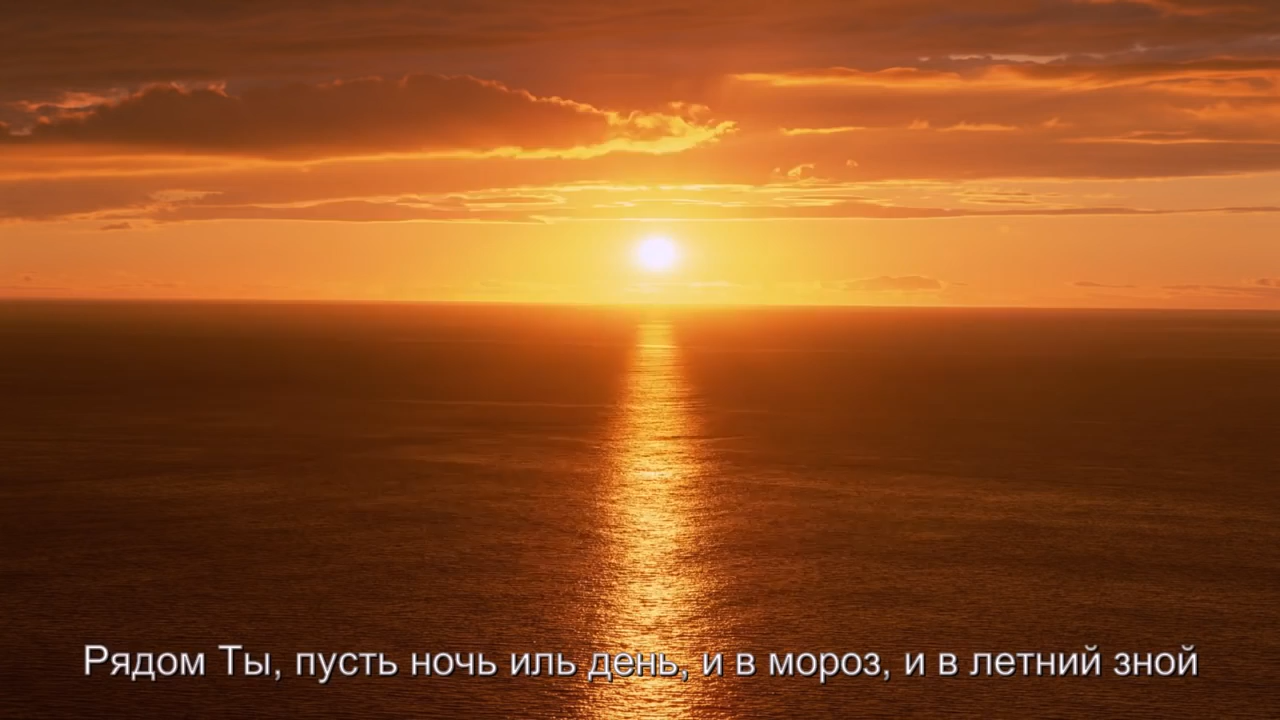 Рядом Ты, пусть ночь иль день, и в мороз, и в летний зной